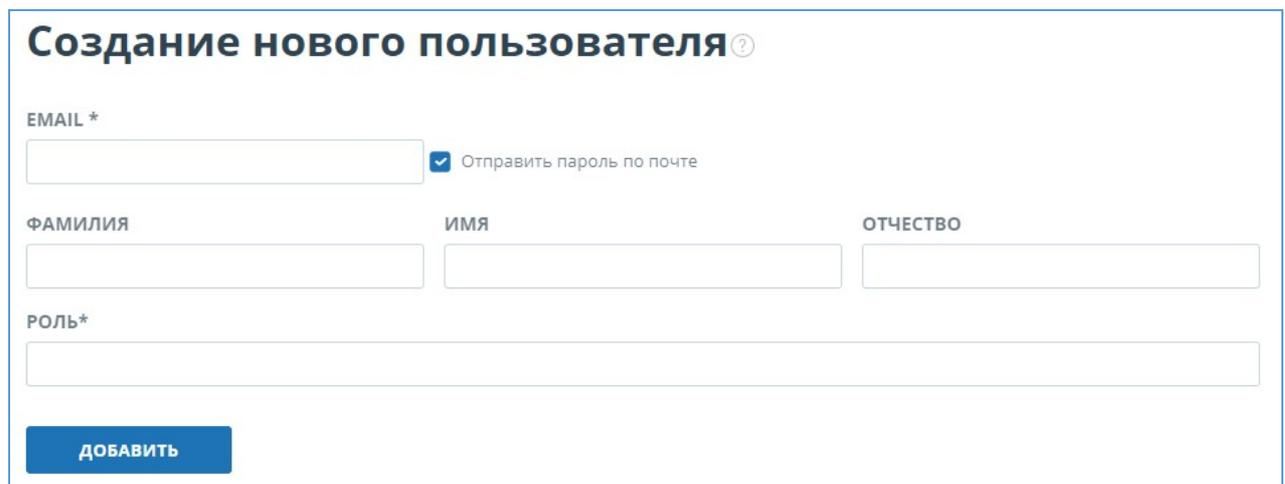 Создание нового пользователя ?
EMAIL *
Отправить пароль по почте
ФАМИЛИЯ ИМЯ ОТЧЕСТВО
РОЛЬ*
ДОБАВИТЬ